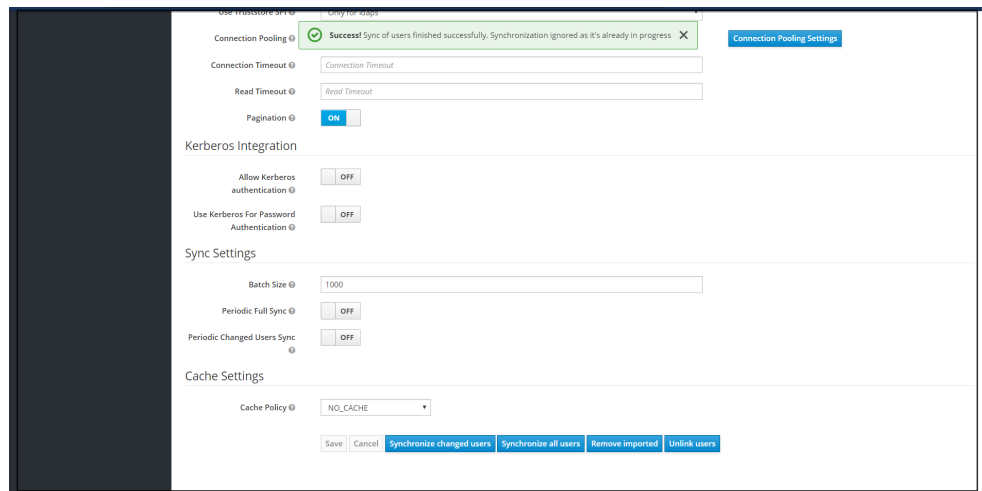 Use Truststore SPI
Only for ldaps
Success! Sync of users finished successfully. Synchronization ignored as it's already in progress
Connection Pooling
Connection Pooling Settings
Connection Timeout
Connection Timeout
Read Timeout
Read Timeout
Pagination
ON
Kerberos Integration
Allow Kerberos
authentication
OFF
Use Kerberos For Password
Authentication
OFF
Sync Settings
Batch Size
1000
Periodic Full Sync
OFF
Periodic Changed Users Sync
OFF
Cache Settings
Cache Policy
NO_CACHE
Save Cancel Synchronize changed users Synchronize all users Remove imported Unlink users